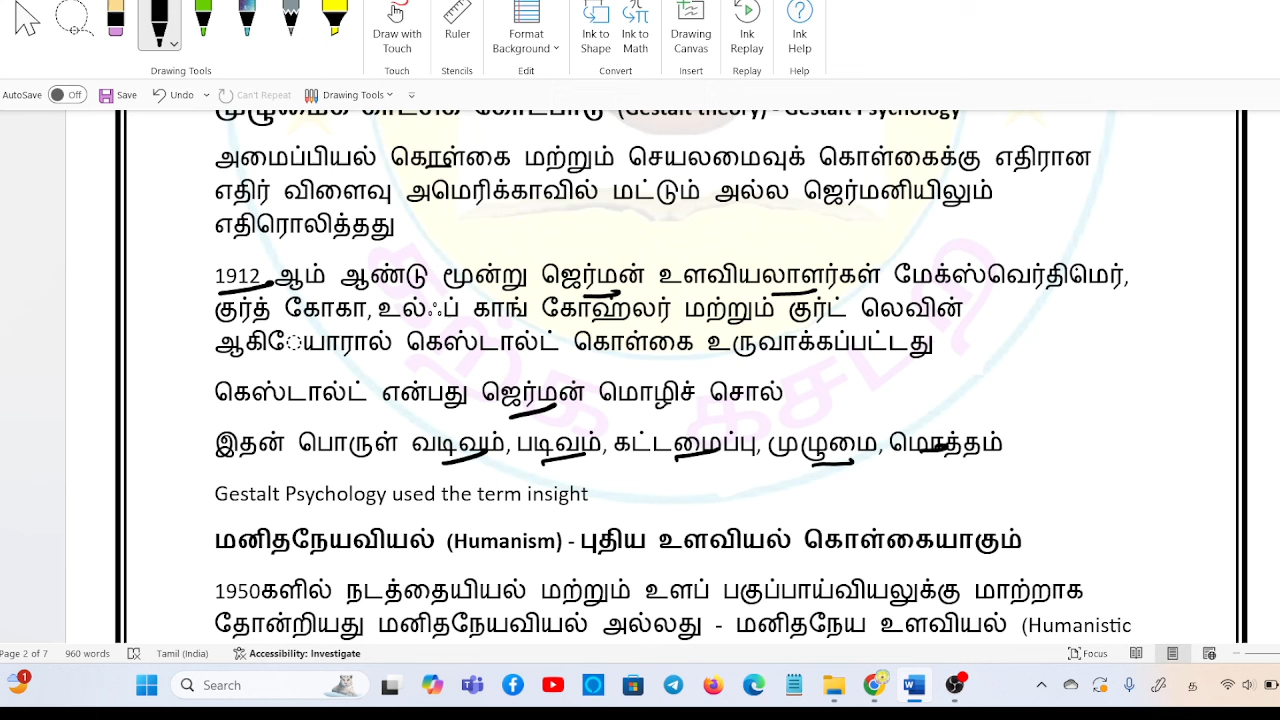 Draw with Touch
Ruler
Format Background
Ink to Shape
Ink to Math
Drawing Canvas
Ink Replay
Ink Help
Drawing Tools
Touch
Stencils
Edit
Convert
Insert
Replay
Help
AutoSave Off Save Undo Can't Repeat Drawing Tools
முழுமைக் காட்சிக் கோட்பாடு (Gestalt theory) - Gestalt Psychology
அமைப்பியல் கொள்கை மற்றும் செயலமைவுக் கொள்கைக்கு எதிரான
எதிர் விளைவு அமெரிக்காவில் மட்டும் அல்ல ஜெர்மனியிலும்
எதிரொலித்தது
1912 ஆம் ஆண்டு மூன்று ஜெர்மன் உளவியலாளர்கள் மேக்ஸ்வெர்திமெர்,
குர்த் கோகா, உல்ஃப் காங் கோஹ்லர் மற்றும் குர்ட் லெவின்
ஆகிேயாரால் கெஸ்டால்ட் கொள்கை உருவாக்கப்பட்டது
கெஸ்டால்ட் என்பது ஜெர்மன் மொழிச் சொல்
இதன் பொருள் வடிவம், படிவம், கட்டமைப்பு, முழுமை, மொத்தம்
Gestalt Psychology used the term insight
மனிதநேயவியல் (Humanism) - புதிய உளவியல் கொள்கையாகும்
1950களில் நடத்தையியல் மற்றும் உளப் பகுப்பாய்வியலுக்கு மாற்றாக
தோன்றியது மனிதநேயவியல் அல்லது - மனிதநேய உளவியல் (Humanistic
Page 2 of 7 960 words Tamil (India) Accessibility: Investigate Focus
Search